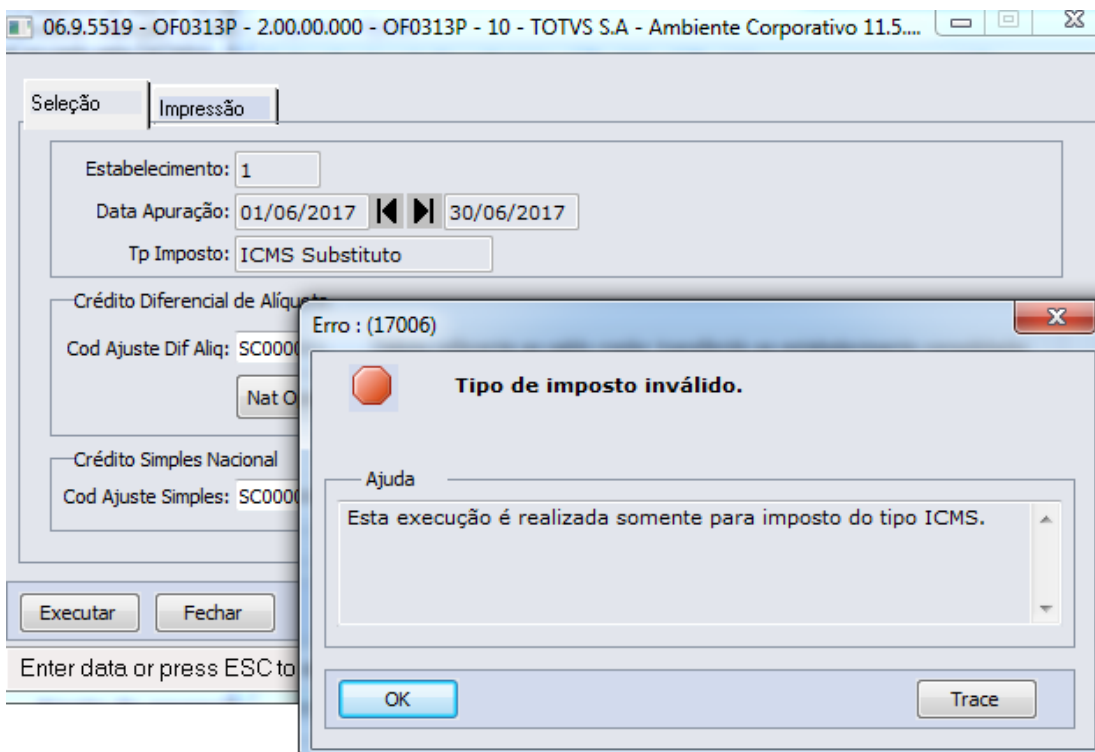 06.9.5519 - OF0313P - 2.00.00.000 - OF0313P - 10 - TOTVS S.A - Ambiente Corporativo 11.5....
Seleção
Impressão
Estabelecimento: 1
Data Apuração: 01/06/2017 30/06/2017
Tp Imposto: ICMS Substituto
Crédito Diferencial de Alíquota
Cod Ajuste Dif Aliq: SC0000
Nat O
Crédito Simples Nacional
Cod Ajuste Simples: SC0000
Executar Fechar
Enter data or press ESC to
Erro : (17006)
Tipo de imposto inválido.
Ajuda
Esta execução é realizada somente para imposto do tipo ICMS.
OK Trace